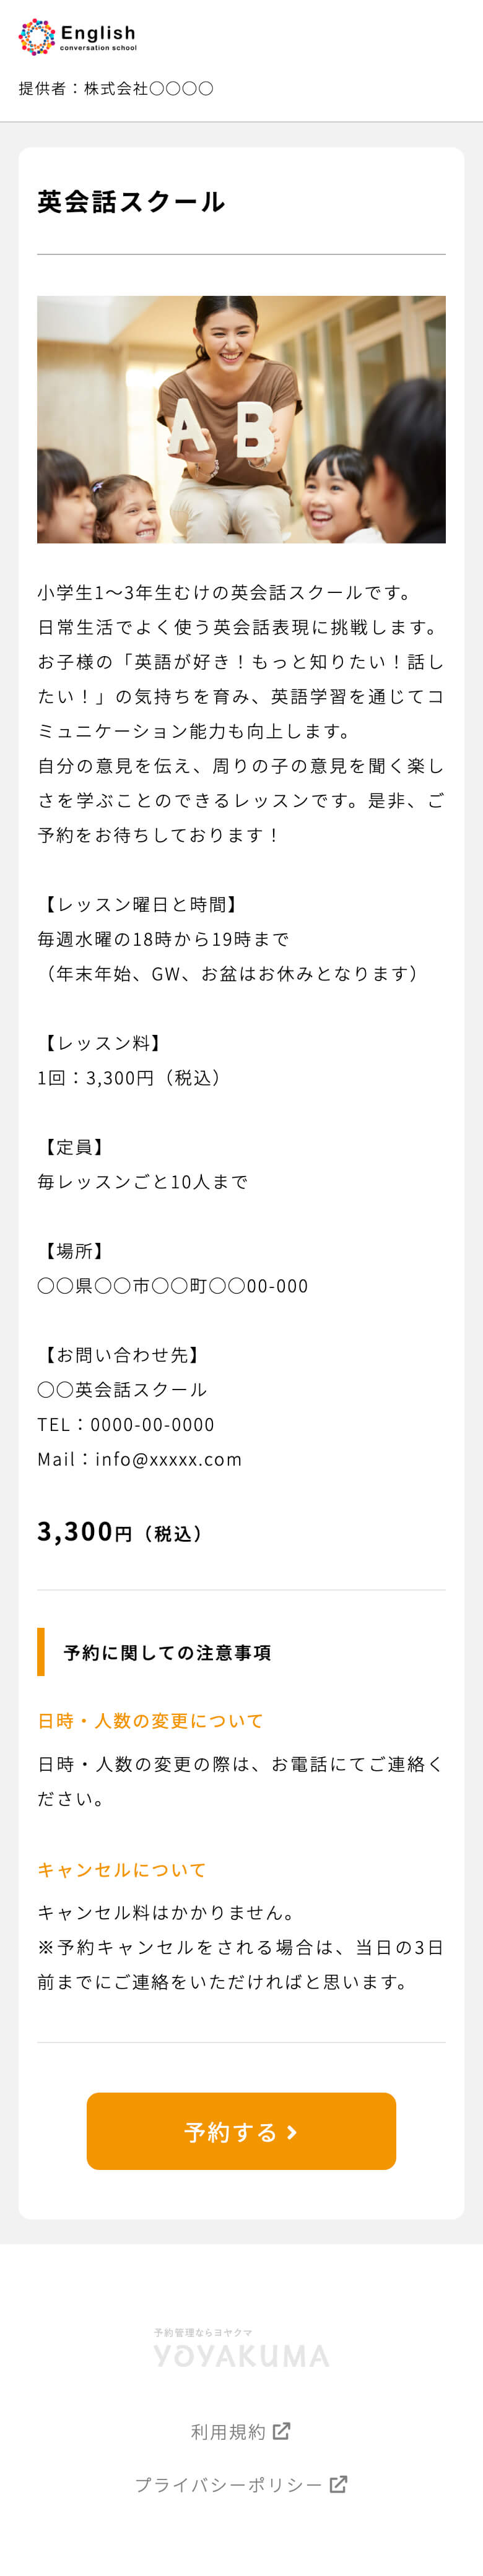 English
conversation school
提供者：株式会社〇〇〇〇
英会話スクール
A B
小学生1〜3年生むけの英会話スクールです。
日常生活でよく使う英会話表現に挑戦します。
お子様の「英語が好き！もっと知りたい！話し
たい！」の気持ちを育み、英語学習を通じてコ
ミュニケーション能力も向上します。
自分の意見を伝え、周りの子の意見を聞く楽し
さを学ぶことのできるレッスンです。是非、ご
予約をお待ちしております！
【レッスン曜日と時間】
毎週水曜の18時から19時まで
（年末年始、GW、お盆はお休みとなります）
【レッスン料】
1回：3,300円（税込）
【定員】
毎レッスンごと10人まで
【場所】
〇〇県〇〇市〇〇町〇〇00-000
【お問い合わせ先】
〇〇英会話スクール
TEL：0000-00-0000
Mail：info@xxxxx.com
3,300円（税込）
予約に関しての注意事項
日時・人数の変更について
日時・人数の変更の際は、お電話にてご連絡く
ださい。
キャンセルについて
キャンセル料はかかりません。
※予約キャンセルをされる場合は、当日の3日
前までにご連絡をいただければと思います。
予約する
予約管理ならヨヤクマ
YOYAKUMA
利用規約
プライバシーポリシー